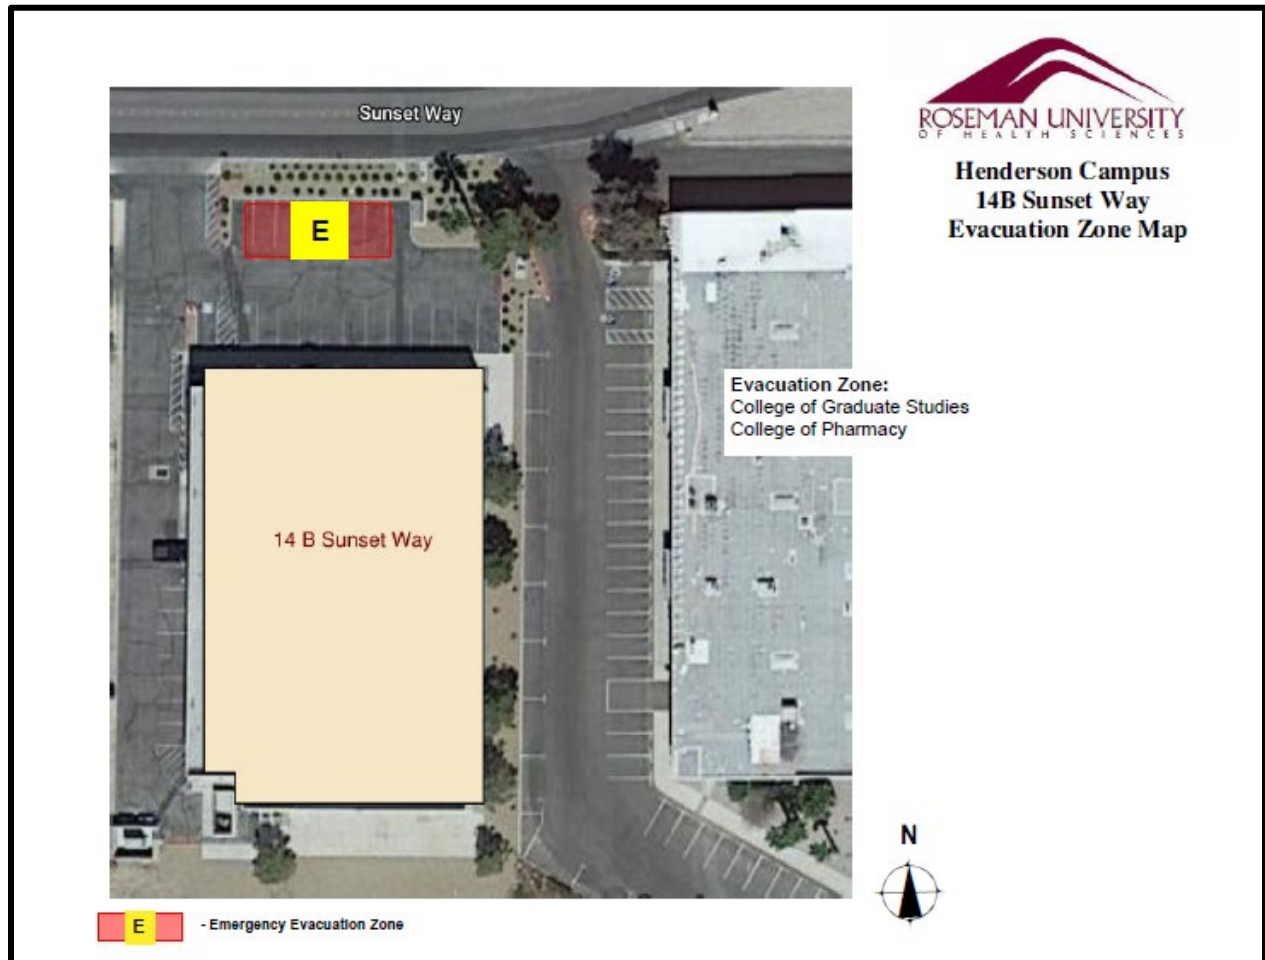 Sunset Way
ROSEMAN UNIVERSITY
OF HEALTH SCIENCES
Henderson Campus
14B Sunset Way
Evacuation Zone Map
E
Evacuation Zone:
College of Graduate Studies
College of Pharmacy
14 B Sunset Way
N
E - Emergency Evacuation Zone